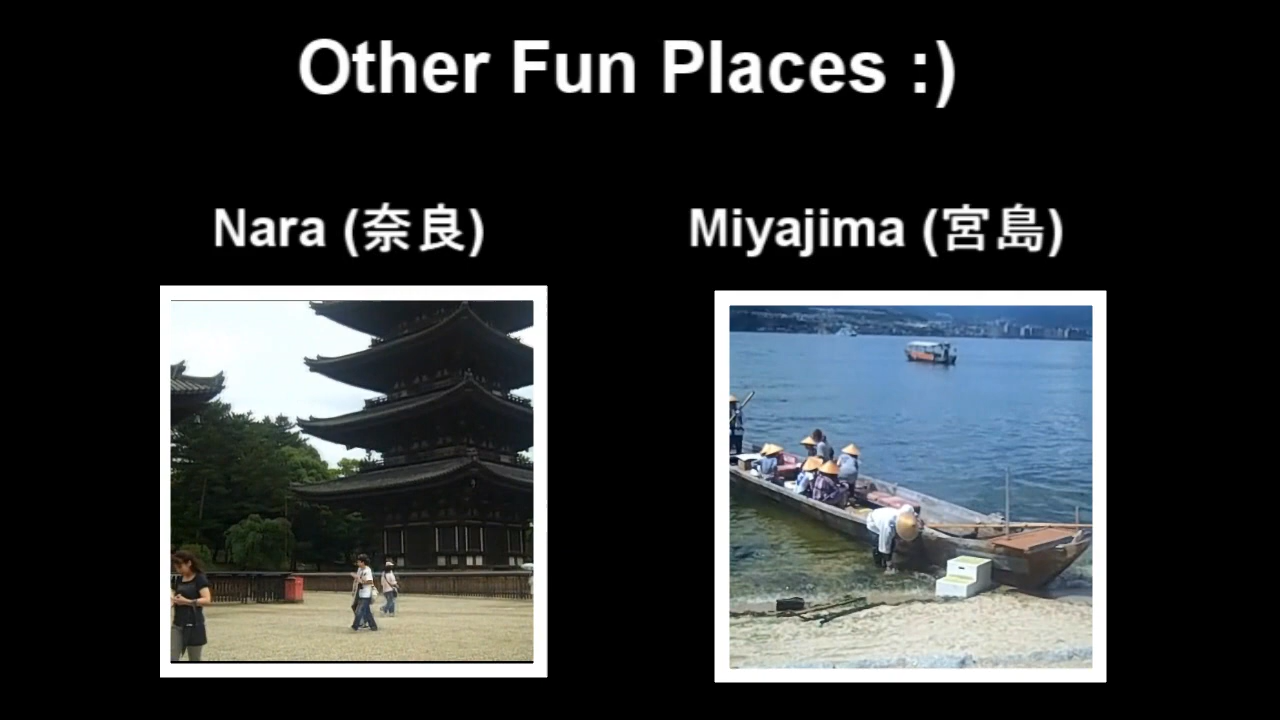 Other Fun Places :)
Nara (奈良)
Miyajima (宮島)